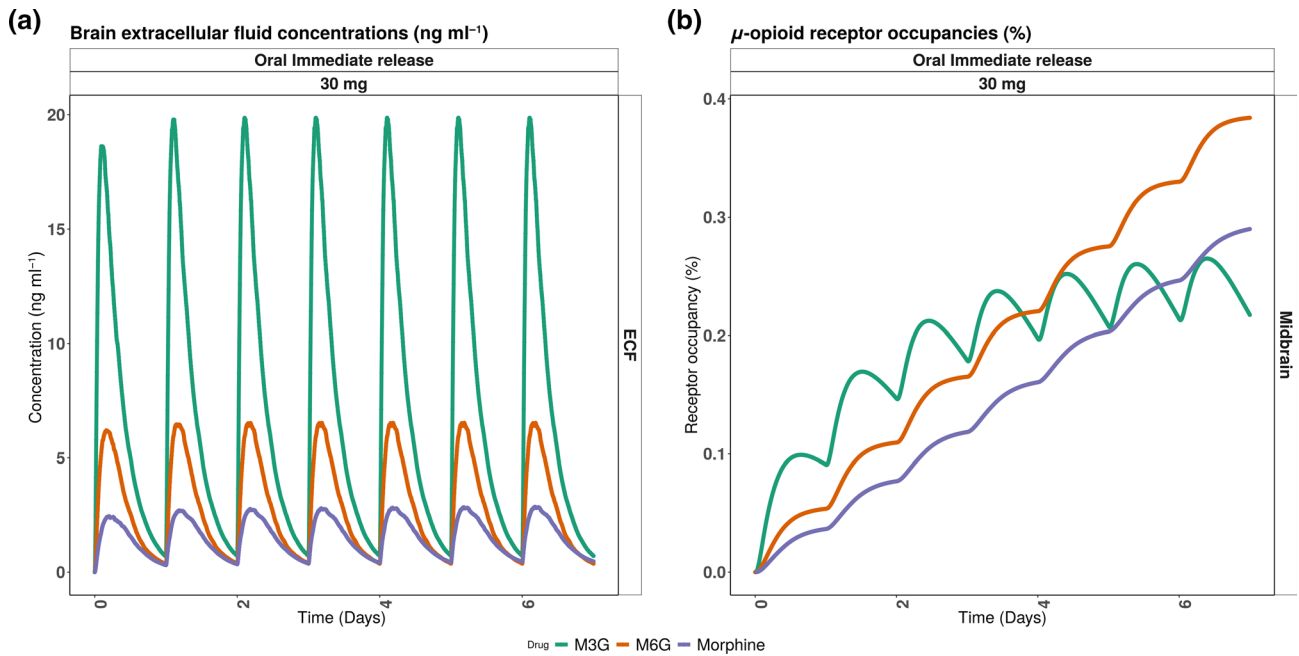 (a)
Brain extracellular fluid concentrations (ng ml⁻¹)
Oral Immediate release
30 mg
20
15
10
5
0
Concentration (ng ml⁻¹)
ECF
0
2
4
6
Time (Days)
(b)
μ-opioid receptor occupancies (%)
Oral Immediate release
30 mg
0.4
0.3
0.2
0.1
0.0
Receptor occupancy (%)
Midbrain
0
2
4
6
Time (Days)
Drug M3G M6G Morphine